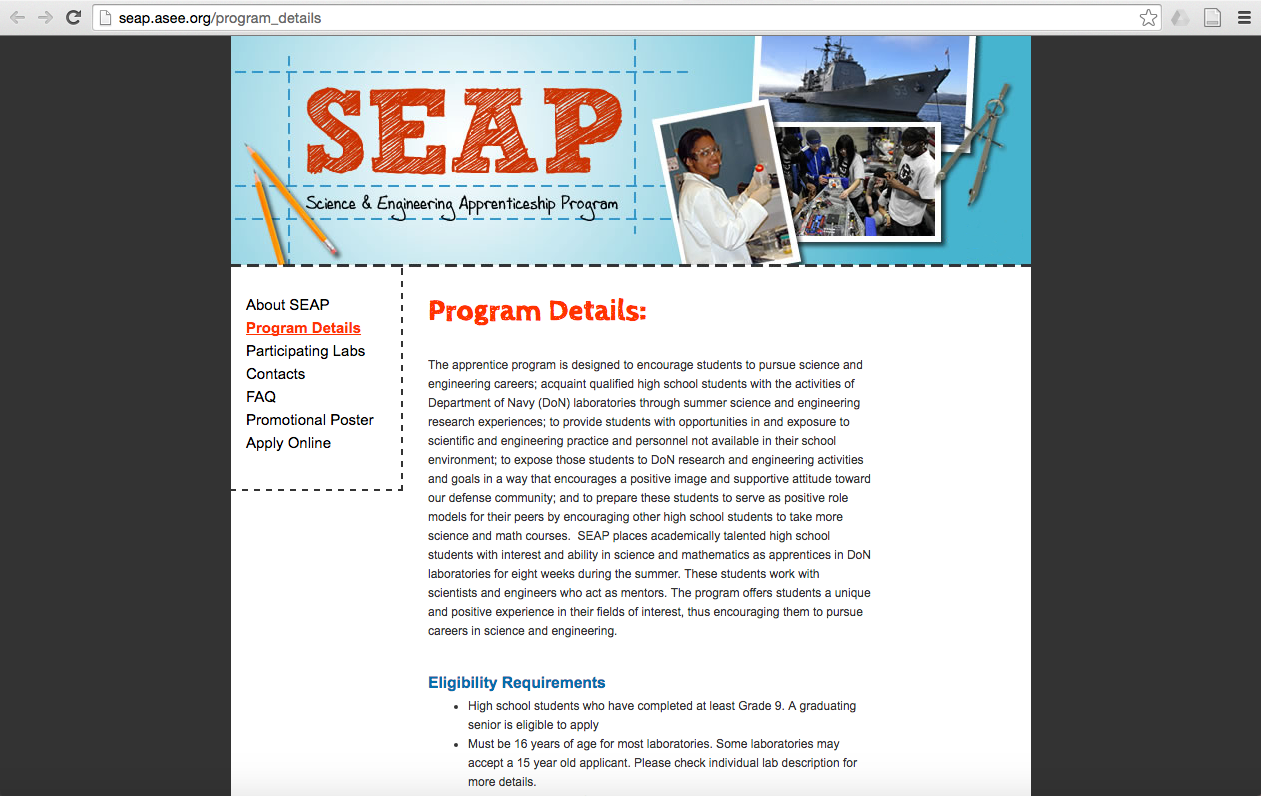 seap.asee.org/program_details
SEAP
Science & Engineering Apprenticeship Program
53
About SEAP
Program Details
Participating Labs
Contacts
FAQ
Promotional Poster
Apply Online
Program Details:
The apprentice program is designed to encourage students to pursue science and
engineering careers; acquaint qualified high school students with the activities of
Department of Navy (DoN) laboratories through summer science and engineering
research experiences; to provide students with opportunities in and exposure to
scientific and engineering practice and personnel not available in their school
environment; to expose those students to DoN research and engineering activities
and goals in a way that encourages a positive image and supportive attitude toward
our defense community; and to prepare these students to serve as positive role
models for their peers by encouraging other high school students to take more
science and math courses.  SEAP places academically talented high school
students with interest and ability in science and mathematics as apprentices in DoN
laboratories for eight weeks during the summer. These students work with
scientists and engineers who act as mentors. The program offers students a unique
and positive experience in their fields of interest, thus encouraging them to pursue
careers in science and engineering.
Eligibility Requirements
• High school students who have completed at least Grade 9. A graduating
senior is eligible to apply
• Must be 16 years of age for most laboratories. Some laboratories may
accept a 15 year old applicant. Please check individual lab description for
more details.